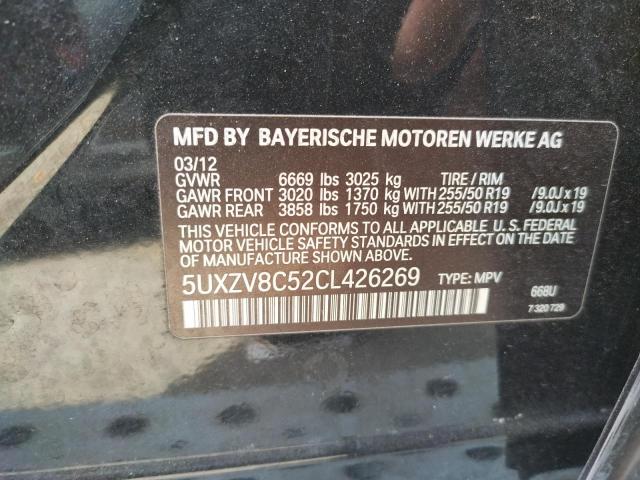 MFD BY BAYERISCHE MOTOREN WERKE AG
03/12
GVWR 6669 lbs 3025 kg TIRE / RIM
GAWR FRONT 3020 lbs 1370 kg WITH 255/50 R19 /9.0J x 19
GAWR REAR 3858 lbs 1750 kg WITH 255/50 R19 /9.0J x 19
THIS VEHICLE CONFORMS TO ALL APPLICABLE U.S. FEDERAL
MOTOR VEHICLE SAFETY STANDARDS IN EFFECT
ON THE DATE OF MANUFACTURE SHOWN ABOVE.
5UXZV8C52CL426269 TYPE: MPV
668U
7 320 729